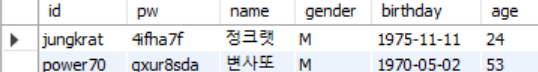 id pw name gender birthday age
jungkrat 4ifha7f 정크랫 M 1975-11-11 24
power70 qxur8sda 변사또 M 1970-05-02 53